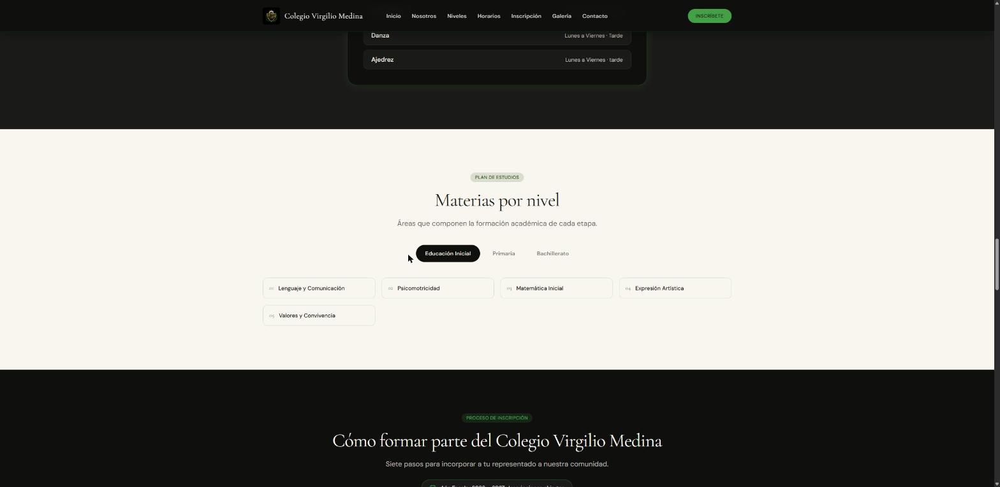 Colegio Virgilio Medina
Inicio
Nosotros
Niveles
Horarios
Inscripción
Galería
Contacto
INSCRÍBETE
Danza
Lunes a Viernes · Tarde
Ajedrez
Lunes a Viernes · tarde
PLAN DE ESTUDIOS
Materias por nivel
Áreas que componen la formación académica de cada etapa.
Educación Inicial
Primaria
Bachillerato
01 Lenguaje y Comunicación
02 Psicomotricidad
03 Matemática Inicial
04 Expresión Artística
05 Valores y Convivencia
PROCESO DE INSCRIPCIÓN
Cómo formar parte del Colegio Virgilio Medina
Siete pasos para incorporar a tu representado a nuestra comunidad.